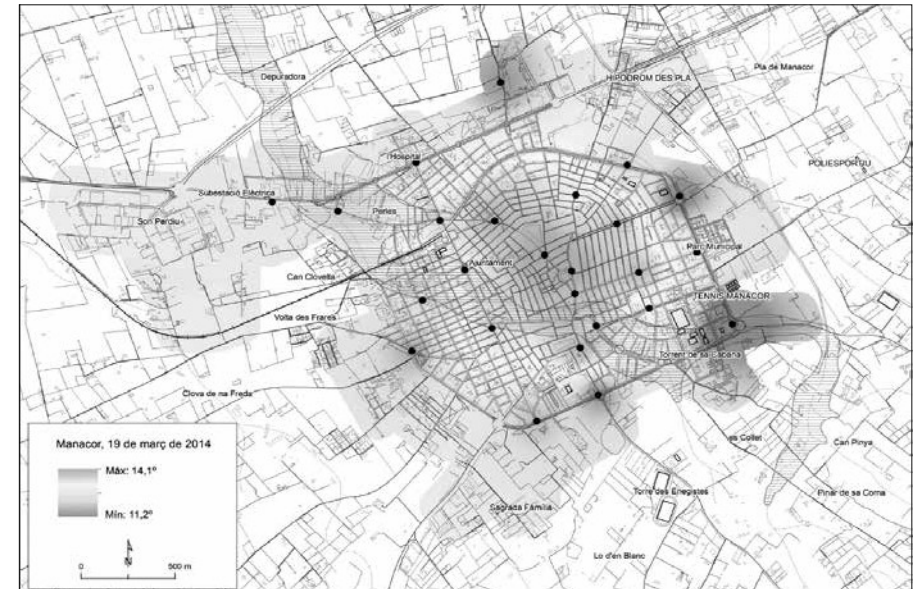 Depuradora
HIPÒDROM DES PLA
Pla de Manacor
l'Hospital
POLIESPORTIU
Subestació Elèctrica
Son Perdiu
Perles
Parc Municipal
Ajuntament
Can Clovella
TENNIS MANACOR
Volta des Frares
Torrent de sa Cabana
Clova de na Freda
es Collet
Can Pinya
Manacor, 19 de març de 2014
Màx: 14,1º
Mín: 11,2º
Torre des Enegistes
Pinar de sa Coma
Sagrada Família
Lo d'en Blanc
0 500 m